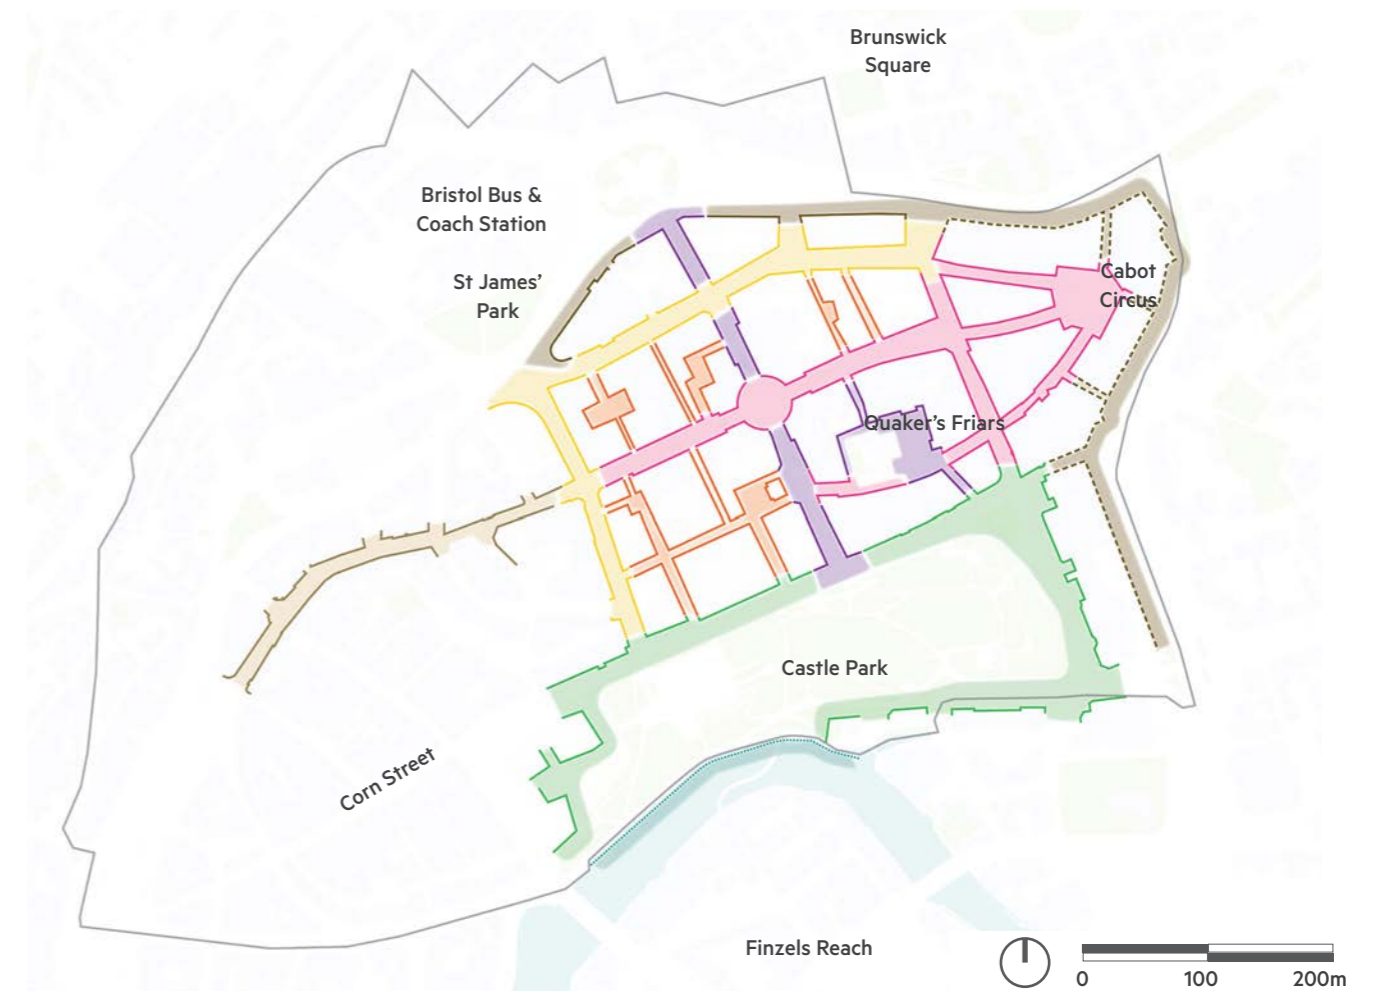 Brunswick
Square
Bristol Bus &
Coach Station
St James’
Park
Cabot
Circus
Quaker’s Friars
Castle Park
Corn Street
Finzels Reach
0 100 200m